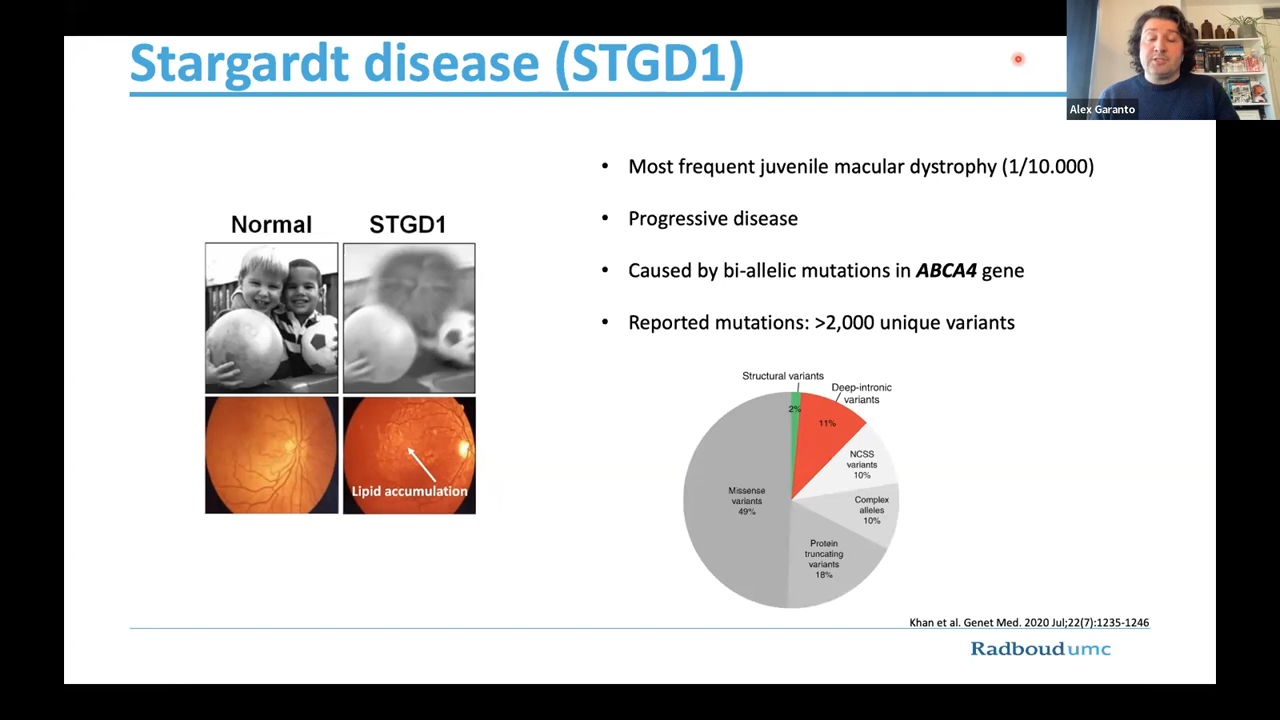 Stargardt disease (STGD1)
Alex Garanto
• Most frequent juvenile macular dystrophy (1/10.000)
• Progressive disease
• Caused by bi-allelic mutations in ABCA4 gene
• Reported mutations: >2,000 unique variants
Normal
STGD1
Lipid accumulation
Structural variants
2%
Deep-intronic
variants
11%
NCSS
variants
10%
Complex
alleles
10%
Protein
truncating
variants
18%
Missense
variants
49%
Khan et al. Genet Med. 2020 Jul;22(7):1235-1246
Radboudumc